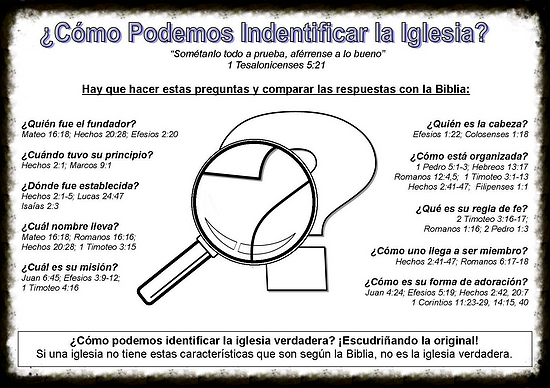 ¿Cómo Podemos Indentificar la Iglesia?
“Sométanlo todo a prueba, aférrense a lo bueno”
1 Tesalonicenses 5:21
Hay que hacer estas preguntas y comparar las respuestas con la Biblia:
¿Quién fue el fundador?
Mateo 16:18; Hechos 20:28; Efesios 2:20
¿Cuándo tuvo su principio?
Hechos 2:1; Marcos 9:1
¿Dónde fue establecida?
Hechos 2:1-5; Lucas 24:47
Isaías 2:3
¿Cuál nombre lleva?
Mateo 16:18; Romanos 16:16;
Hechos 20:28; 1 Timoteo 3:15
¿Cuál es su misión?
Juan 6:45; Efesios 3:9-12;
1 Timoteo 4:16
¿Quién es la cabeza?
Efesios 1:22; Colosenses 1:18
¿Cómo está organizada?
1 Pedro 5:1-3; Hebreos 13:17
Romanos 12:4,5; 1 Timoteo 3:1-13
Hechos 2:41-47; Filipenses 1:1
¿Qué es su regla de fe?
2 Timoteo 3:16-17;
Romanos 1:16; 2 Pedro 1:3
¿Cómo uno llega a ser miembro?
Hechos 2:41-47; Romanos 6:17-18
¿Cómo es su forma de adoración?
Juan 4:24; Efesios 5:19; Hechos 2:42, 20:7
1 Corintios 11:23-29, 14:15, 40
¿Cómo podemos identificar la iglesia verdadera? ¡Escudriñando la original!
Si una iglesia no tiene estas características que son según la Biblia, no es la iglesia verdadera.